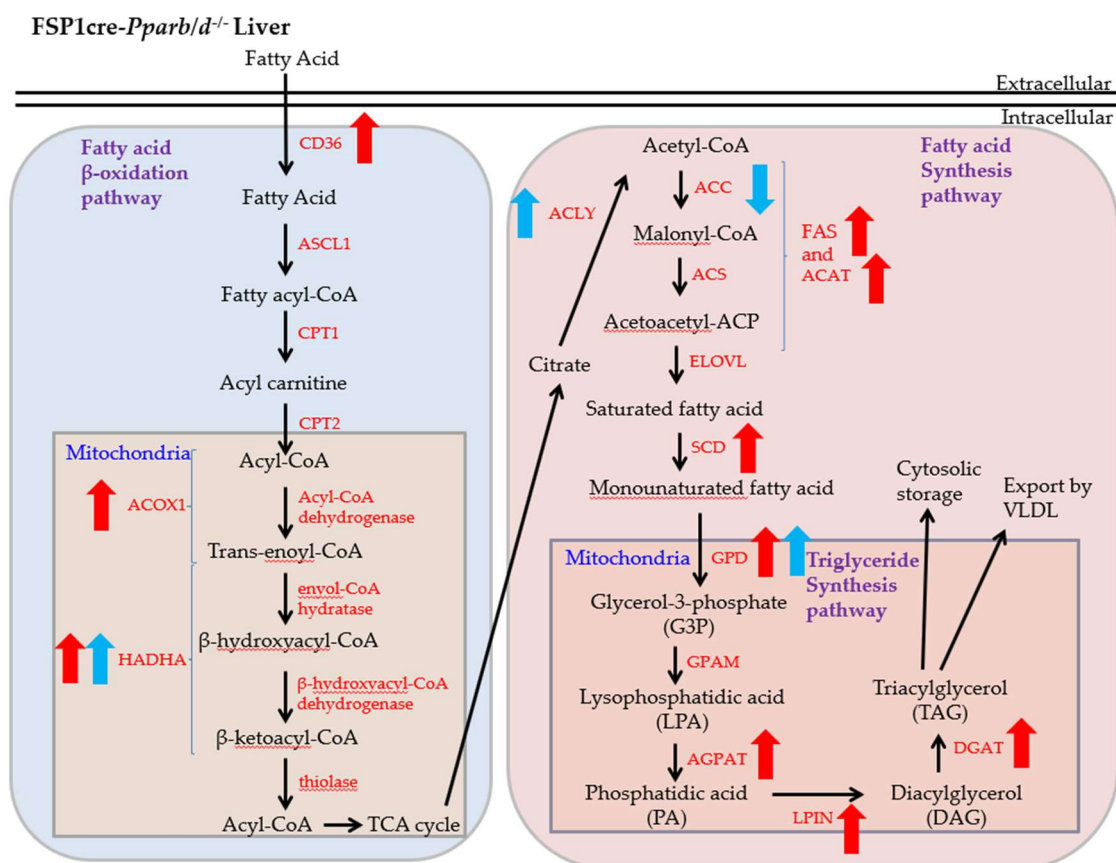 FSP1cre-Pparb/d-/- Liver
Fatty Acid
Extracellular
Intracellular
Fatty acid
β-oxidation
pathway
CD36
Fatty Acid
ASCL1
Fatty acyl-CoA
CPT1
Acyl carnitine
CPT2
Mitochondria
Acyl-CoA
ACOX1
Acyl-CoA
dehydrogenase
Trans-enoyl-CoA
envol-CoA
hydratase
β-hydroxyacyl-CoA
HADHA
β-hydroxvacyl-CoA
dehydrogenase
β-ketoacyl-CoA
thiolase
Acyl-CoA
TCA cycle
Citrate
ACLY
Acetyl-CoA
Fatty acid
Synthesis
pathway
ACC
Malonyl-CoA
FAS
and
ACAT
ACS
Acetoacetyl-ACP
ELOVL
Saturated fatty acid
SCD
Monounaturated fatty acid
Cytosolic
storage
Export by
VLDL
Mitochondria
GPD
Triglyceride
Synthesis
pathway
Glycerol-3-phosphate
(G3P)
GPAM
Lysophosphatidic acid
(LPA)
AGPAT
Phosphatidic acid
(PA)
LPIN
Diacylglycerol
(DAG)
DGAT
Triacylglycerol
(TAG)